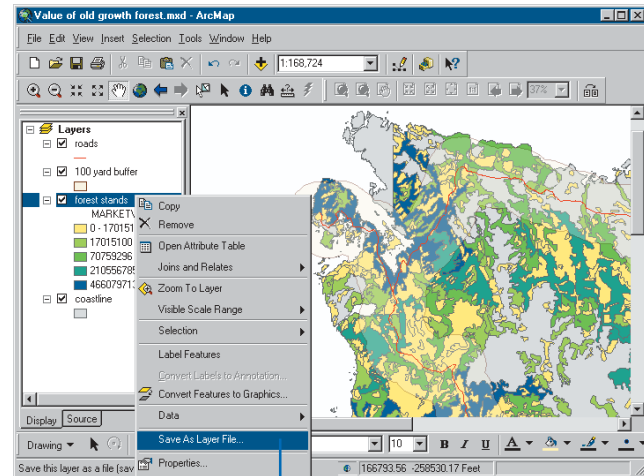 Value of old growth forest.mxd - ArcMap
File Edit View Insert Selection Tools Window Help
1:168,724
37%
Layers
roads
100 yard buffer
forest stands
MARKETV
0 - 170151
17015100
70759296
210556785
466079713
coastline
Copy
Remove
Open Attribute Table
Joins and Relates
Zoom To Layer
Visible Scale Range
Selection
Label Features
Convert Labels to Annotation...
Convert Features to Graphics...
Data
Save As Layer File...
Properties...
Display Source
Drawing
10 B I U A
Save this layer as a file (sav
166793.56 -258530.17 Feet